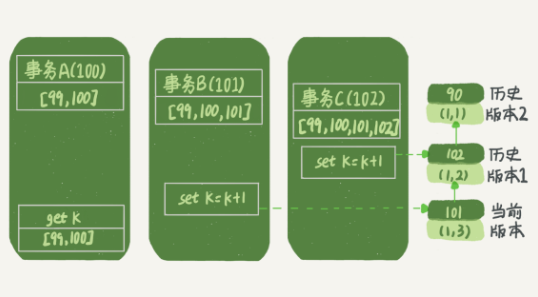 事务A(100)
[99,100]
get k
[99,100]
事务B(101)
[99,100,101]
set k=k+1
事务C(102)
[99,100,101,102]
set k=k+1
90
(1,1)
历史
版本2
102
(1,2)
历史
版本1
101
(1,3)
当前
版本